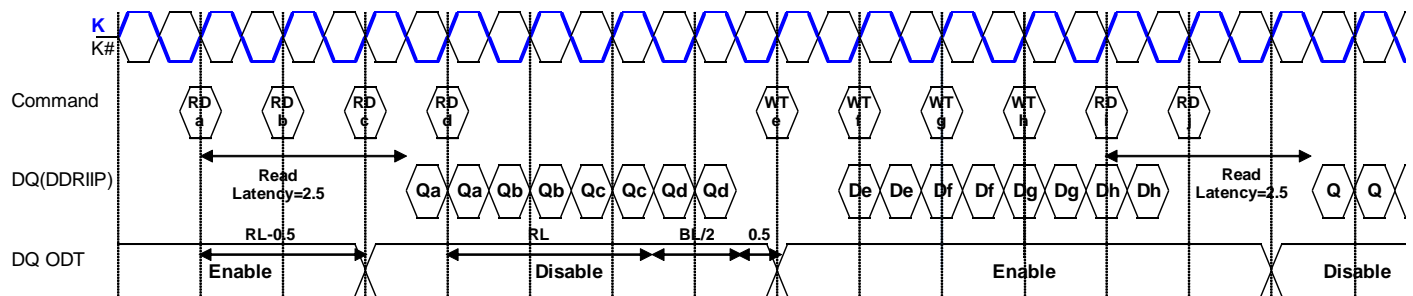 K
K#
Command
RD a
RD b
RD c
RD d
WT e
WT f
WT g
WT h
RD i
RD j
DQ(DDRIIP)
Read
Latency=2.5
Qa Qa Qb Qb Qc Qc Qd Qd
De De Df Df Dg Dg Dh Dh
Read
Latency=2.5
Q Q
DQ ODT
RL-0.5
RL
BL/2
0.5
Enable
Disable
Enable
Disable